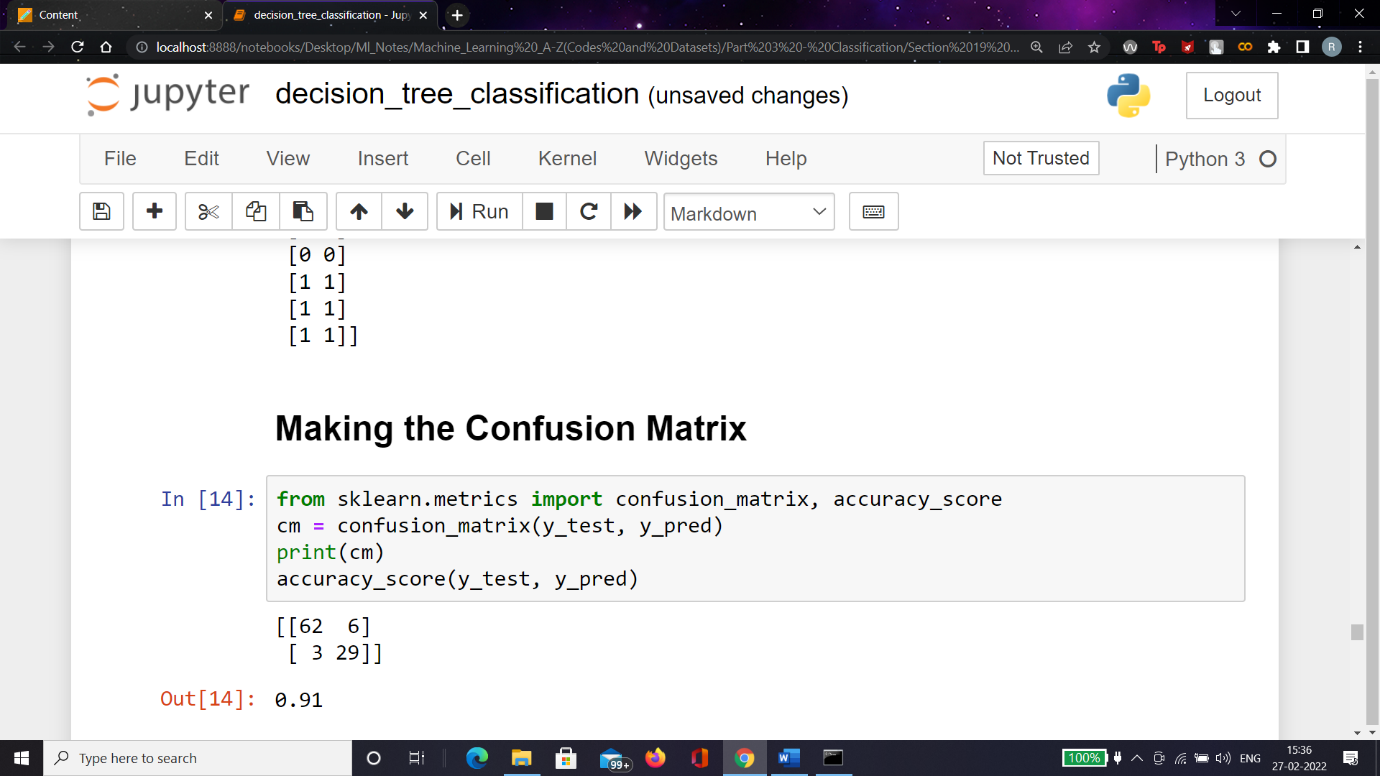 Content
decision_tree_classification - Jupy
localhost:8888/notebooks/Desktop/Ml_Notes/Machine_Learning%20_A-Z(Codes%20and%20Datasets)/Part%203%20-%20Classification/Section%2019%20...
Tp
R
jupyter decision_tree_classification (unsaved changes)
Logout
File Edit View Insert Cell Kernel Widgets Help
Not Trusted
Python 3
Run
Markdown
[0 0]
[1 1]
[1 1]
[1 1]]
Making the Confusion Matrix
In [14]: from sklearn.metrics import confusion_matrix, accuracy_score
cm = confusion_matrix(y_test, y_pred)
print(cm)
accuracy_score(y_test, y_pred)
[[62  6]
[ 3 29]]
Out[14]: 0.91
Type here to search
99+
W
100%
ENG
15:36
27-02-2022